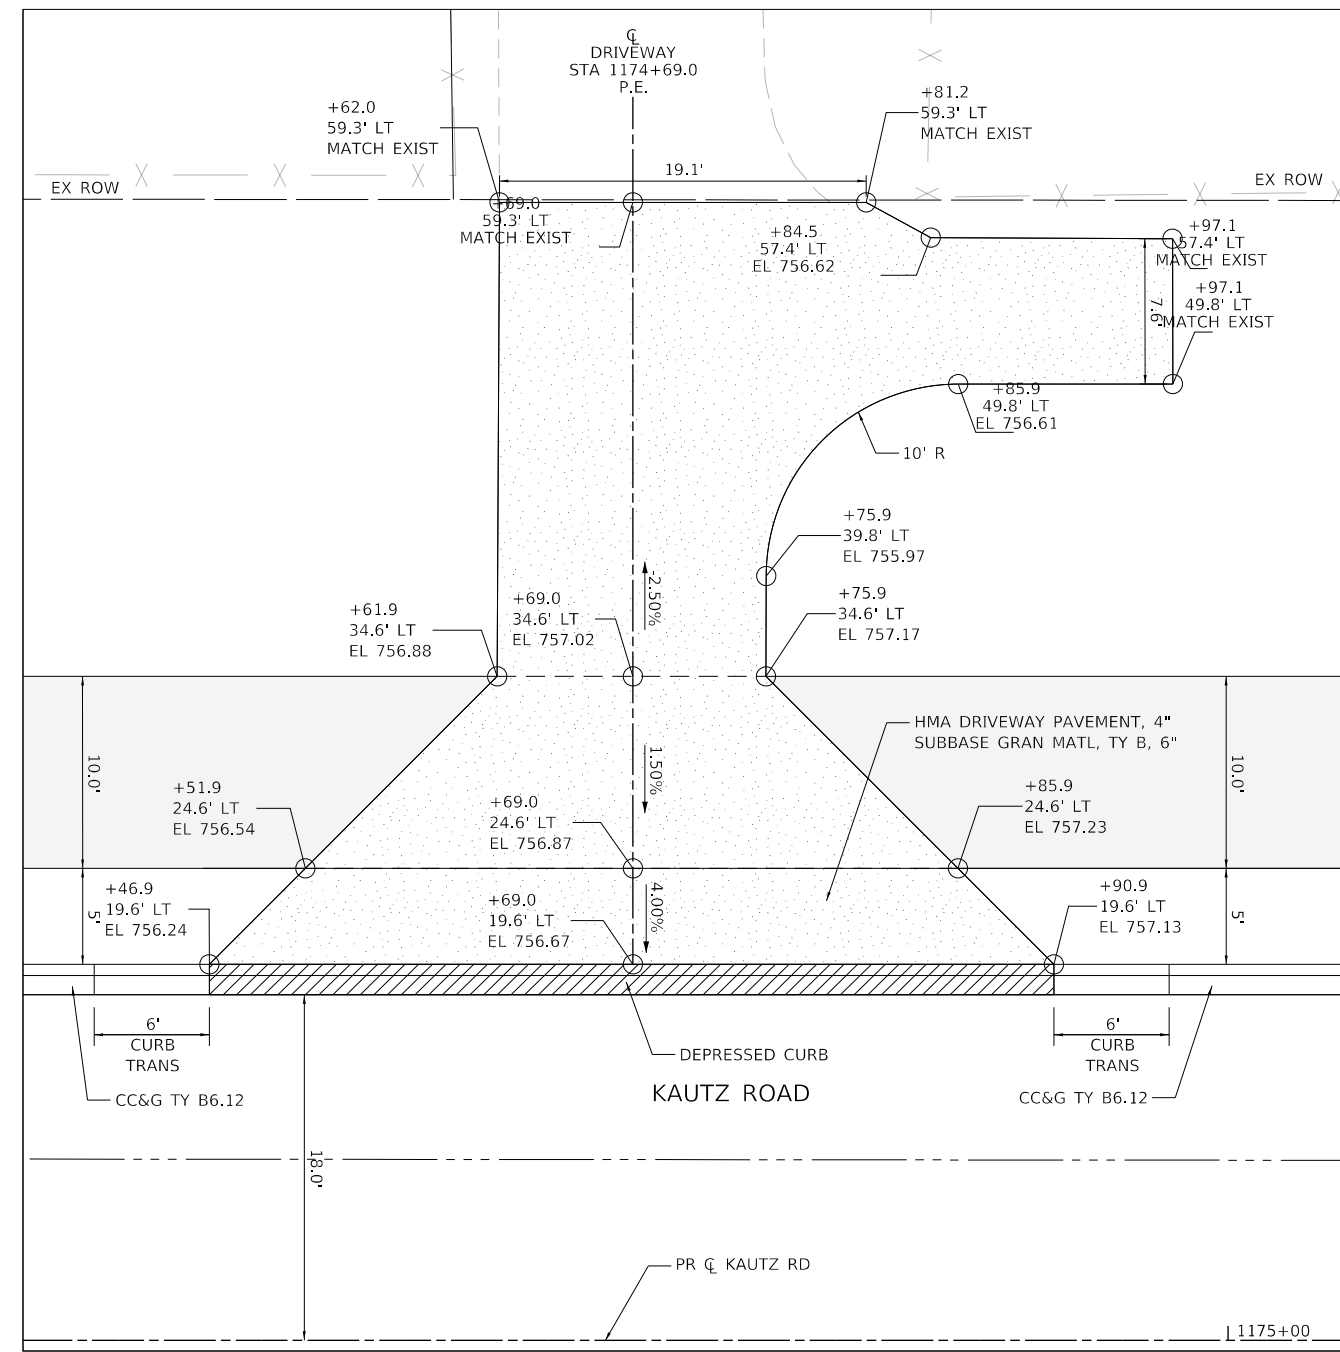 ℄
DRIVEWAY
STA 1174+69.0
P.E.
+62.0
59.3' LT
MATCH EXIST
+81.2
59.3' LT
MATCH EXIST
19.1'
EX ROW
EX ROW
+69.0
59.3' LT
MATCH EXIST
+84.5
57.4' LT
EL 756.62
+97.1
57.4' LT
MATCH EXIST
+97.1
49.8' LT
MATCH EXIST
7.6'
+85.9
49.8' LT
EL 756.61
10' R
+75.9
39.8' LT
EL 755.97
-2.50%
+61.9
34.6' LT
EL 756.88
+69.0
34.6' LT
EL 757.02
+75.9
34.6' LT
EL 757.17
HMA DRIVEWAY PAVEMENT, 4"
SUBBASE GRAN MATL, TY B, 6"
10.0'
1.50%
10.0'
+51.9
24.6' LT
EL 756.54
+69.0
24.6' LT
EL 756.87
+85.9
24.6' LT
EL 757.23
+46.9
19.6' LT
EL 756.24
5'
+69.0
19.6' LT
EL 756.67
4.00%
+90.9
19.6' LT
EL 757.13
5'
6'
CURB
TRANS
6'
CURB
TRANS
DEPRESSED CURB
CC&G TY B6.12
KAUTZ ROAD
CC&G TY B6.12
18.0'
PR ℄ KAUTZ RD
1175+00